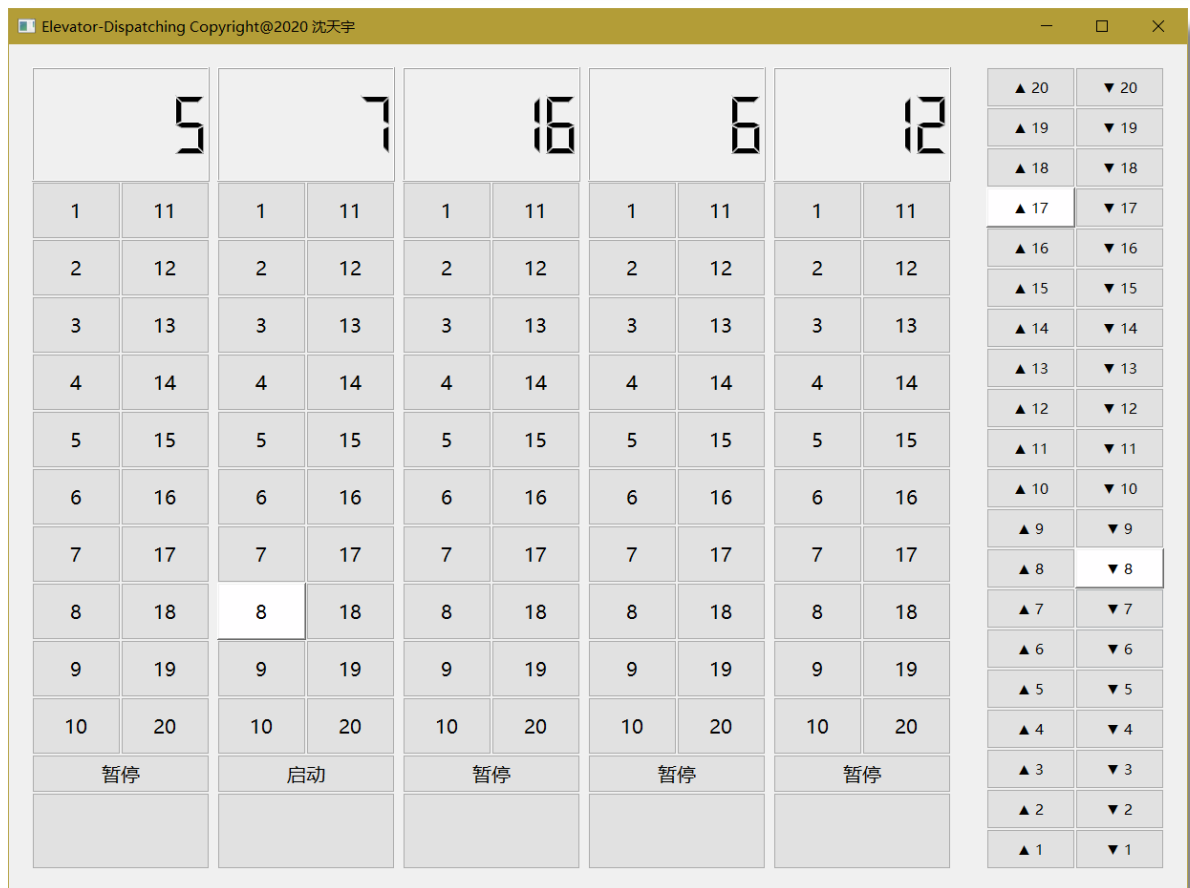 Elevator-Dispatching Copyright@2020 沈天宇
5 7 16 6 12 ▲ 20 ▼ 20
▲ 19 ▼ 19
▲ 18 ▼ 18
1 11 1 11 1 11 1 11 1 11 ▲ 17 ▼ 17
2 12 2 12 2 12 2 12 2 12 ▲ 16 ▼ 16
▲ 15 ▼ 15
3 13 3 13 3 13 3 13 3 13 ▲ 14 ▼ 14
4 14 4 14 4 14 4 14 4 14 ▲ 13 ▼ 13
▲ 12 ▼ 12
5 15 5 15 5 15 5 15 5 15 ▲ 11 ▼ 11
6 16 6 16 6 16 6 16 6 16 ▲ 10 ▼ 10
▲ 9 ▼ 9
7 17 7 17 7 17 7 17 7 17 ▲ 8 ▼ 8
8 18 8 18 8 18 8 18 8 18 ▲ 7 ▼ 7
▲ 6 ▼ 6
9 19 9 19 9 19 9 19 9 19 ▲ 5 ▼ 5
10 20 10 20 10 20 10 20 10 20 ▲ 4 ▼ 4
暂停 启动 暂停 暂停 暂停 ▲ 3 ▼ 3
▲ 2 ▼ 2
▲ 1 ▼ 1